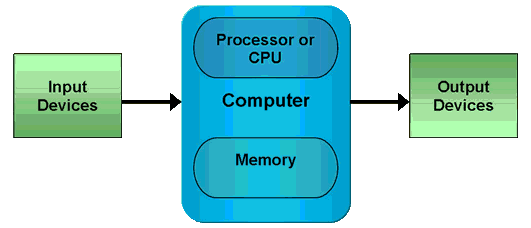 Input
Devices
Processor or
CPU
Computer
Memory
Output
Devices